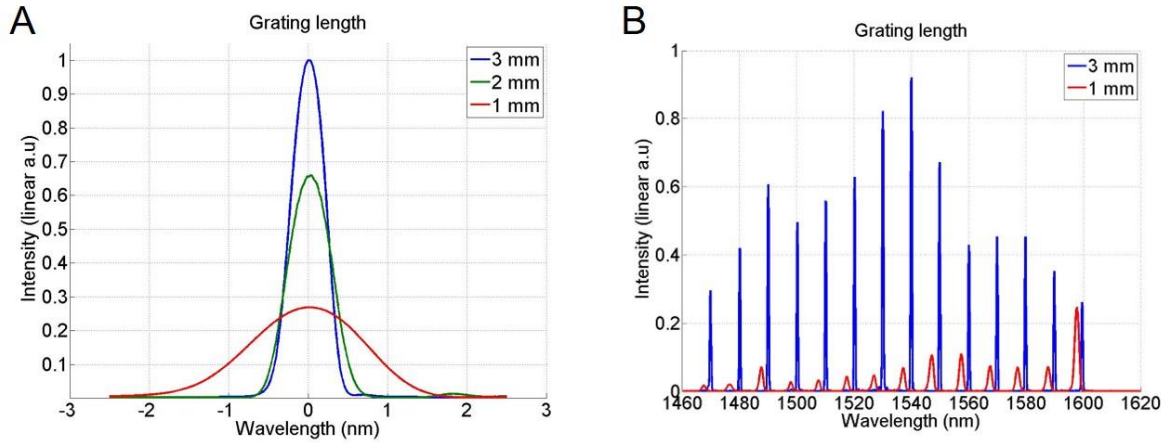 A
Grating length
Intensity (linear a.u)
1
0.9
0.8
0.7
0.6
0.5
0.4
0.3
0.2
0.1
3 mm
2 mm
1 mm
-3 -2 -1 0 1 2 3
Wavelength (nm)
B
Grating length
Intensity (linear a.u)
1
0.8
0.6
0.4
0.2
0
3 mm
1 mm
1460 1480 1500 1520 1540 1560 1580 1600 1620
Wavelength (nm)